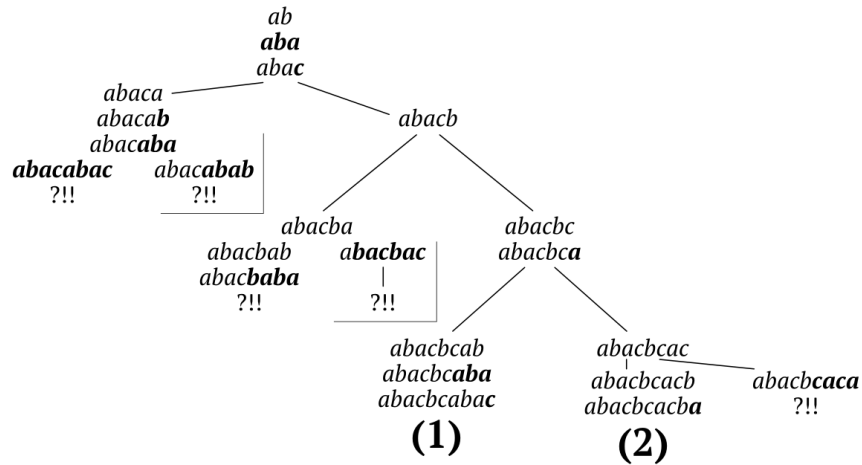 ab
aba
abac
abaca
abacab
abacaba
abacabac
?!!
abacabab
?!!
abacb
abacba
abacbab
abacbaba
?!!
abacbac
?!!
abacbc
abacbca
abacbcab
abacbcaba
abacbcabac
(1)
abacbcac
abacbcacb
abacbcacba
(2)
abacbcaca
?!!